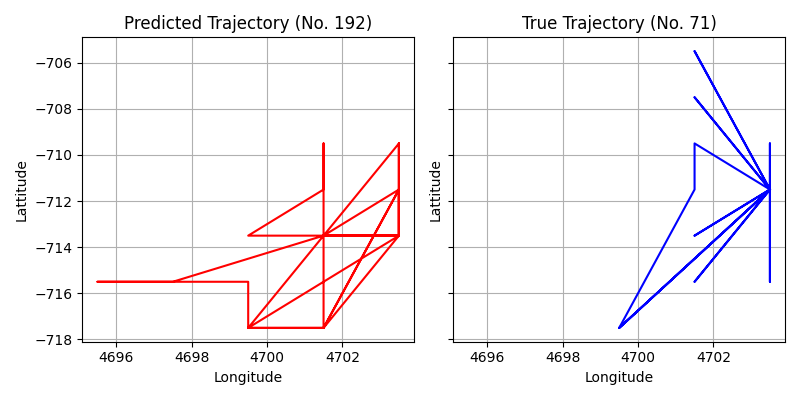 Predicted Trajectory (No. 192)
True Trajectory (No. 71)
Lattitude
−706
−708
−710
−712
−714
−716
−718
4696
4698
4700
4702
Longitude
Lattitude
4696
4698
4700
4702
Longitude